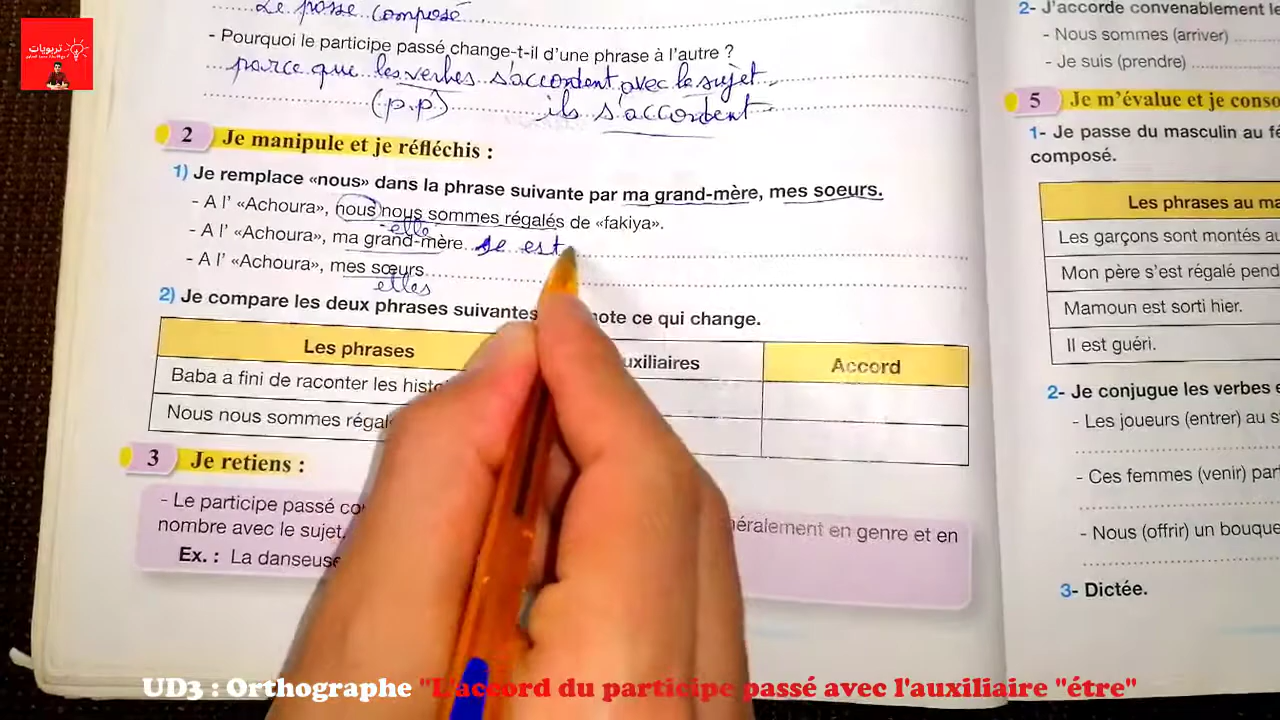 تربويات
Le passé composé
- Pourquoi le participe passé change-t-il d'une phrase à l'autre ?
parce que les verbes s'accordent avec le sujet
(p.p) ils s'accordent
2 Je manipule et je réfléchis :
1) Je remplace «nous» dans la phrase suivante par ma grand-mère, mes soeurs.
- A l' «Achoura», nous nous sommes régalés de «fakiya».
elle
- A l' «Achoura», ma grand-mère se est
- A l' «Achoura», mes sœurs
elles
2) Je compare les deux phrases suivantes note ce qui change.
Les phrases uxiliaires Accord
Baba a fini de raconter les histo
Nous nous sommes régal
3 Je retiens :
- Le participe passé co néralement en genre et en
nombre avec le sujet.
Ex. : La danseuse
2- J'accorde convenablement le
- Nous sommes (arriver)
- Je suis (prendre)
5 Je m'évalue et je conso
1- Je passe du masculin au fé
composé.
Les phrases au ma
Les garçons sont montés au
Mon père s'est régalé pend
Mamoun est sorti hier.
Il est guéri.
2- Je conjugue les verbes
- Les joueurs (entrer) au s
- Ces femmes (venir) par
- Nous (offrir) un bouque
3- Dictée.
UD3 : Orthographe "L'accord du participe passé avec l'auxiliaire "étre"